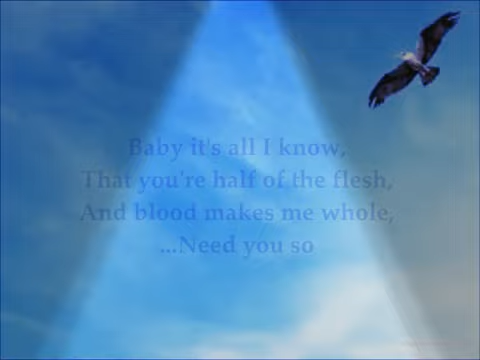 Baby it's all I know,
That you're half of the flesh,
And blood makes me whole,
...Need you so